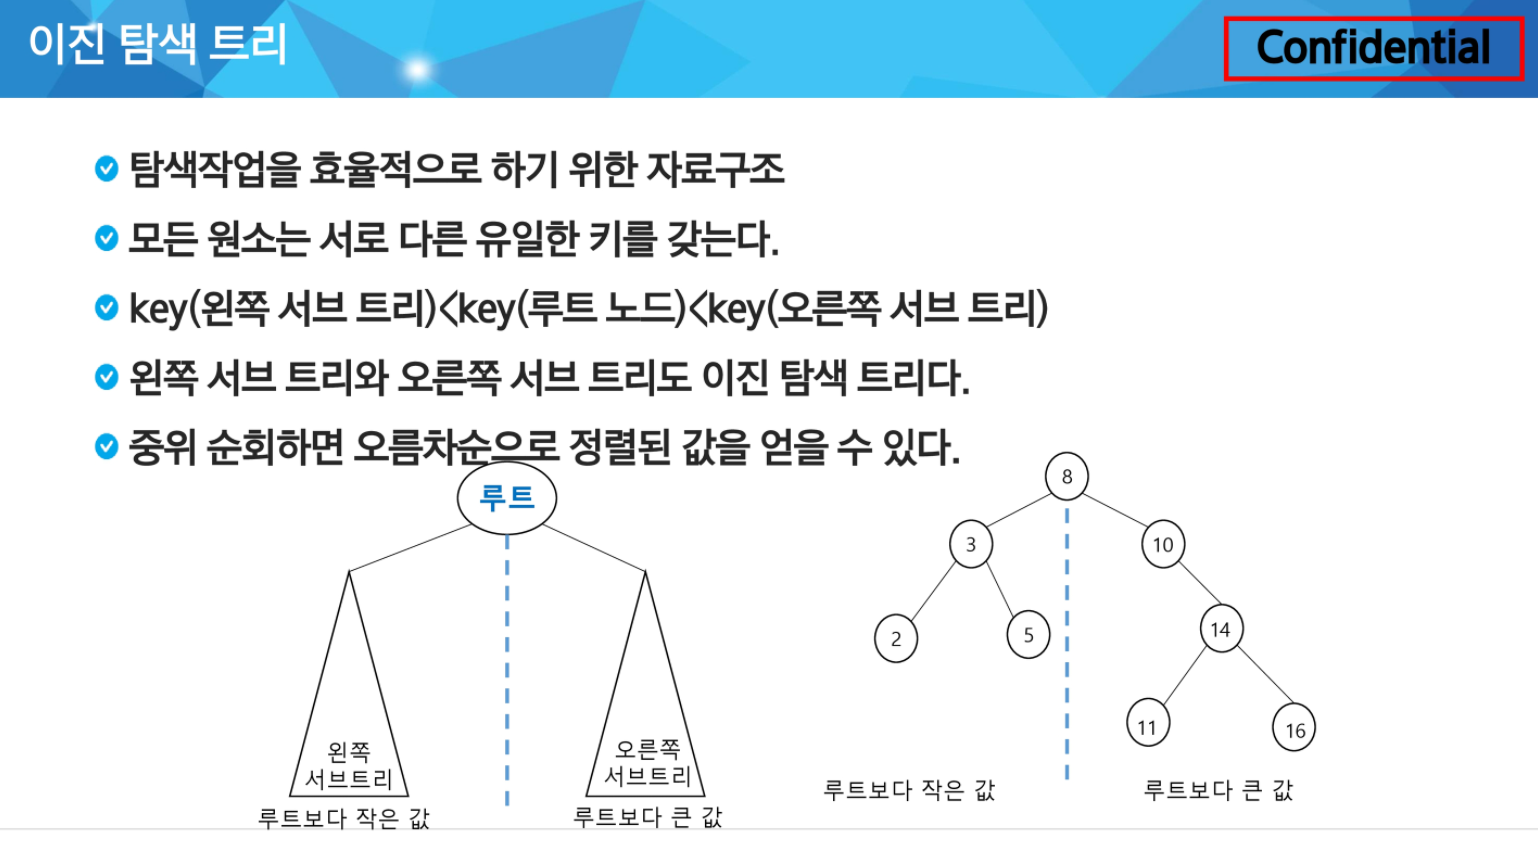 이진 탐색 트리
Confidential
탐색작업을 효율적으로 하기 위한 자료구조
모든 원소는 서로 다른 유일한 키를 갖는다.
key(왼쪽 서브 트리)<key(루트 노드)<key(오른쪽 서브 트리)
왼쪽 서브 트리와 오른쪽 서브 트리도 이진 탐색 트리다.
중위 순회하면 오름차순으로 정렬된 값을 얻을 수 있다.
루트
왼쪽
서브트리
루트보다 작은 값
오른쪽
서브트리
루트보다 큰 값
8
3
10
2
5
14
11
16
루트보다 작은 값
루트보다 큰 값